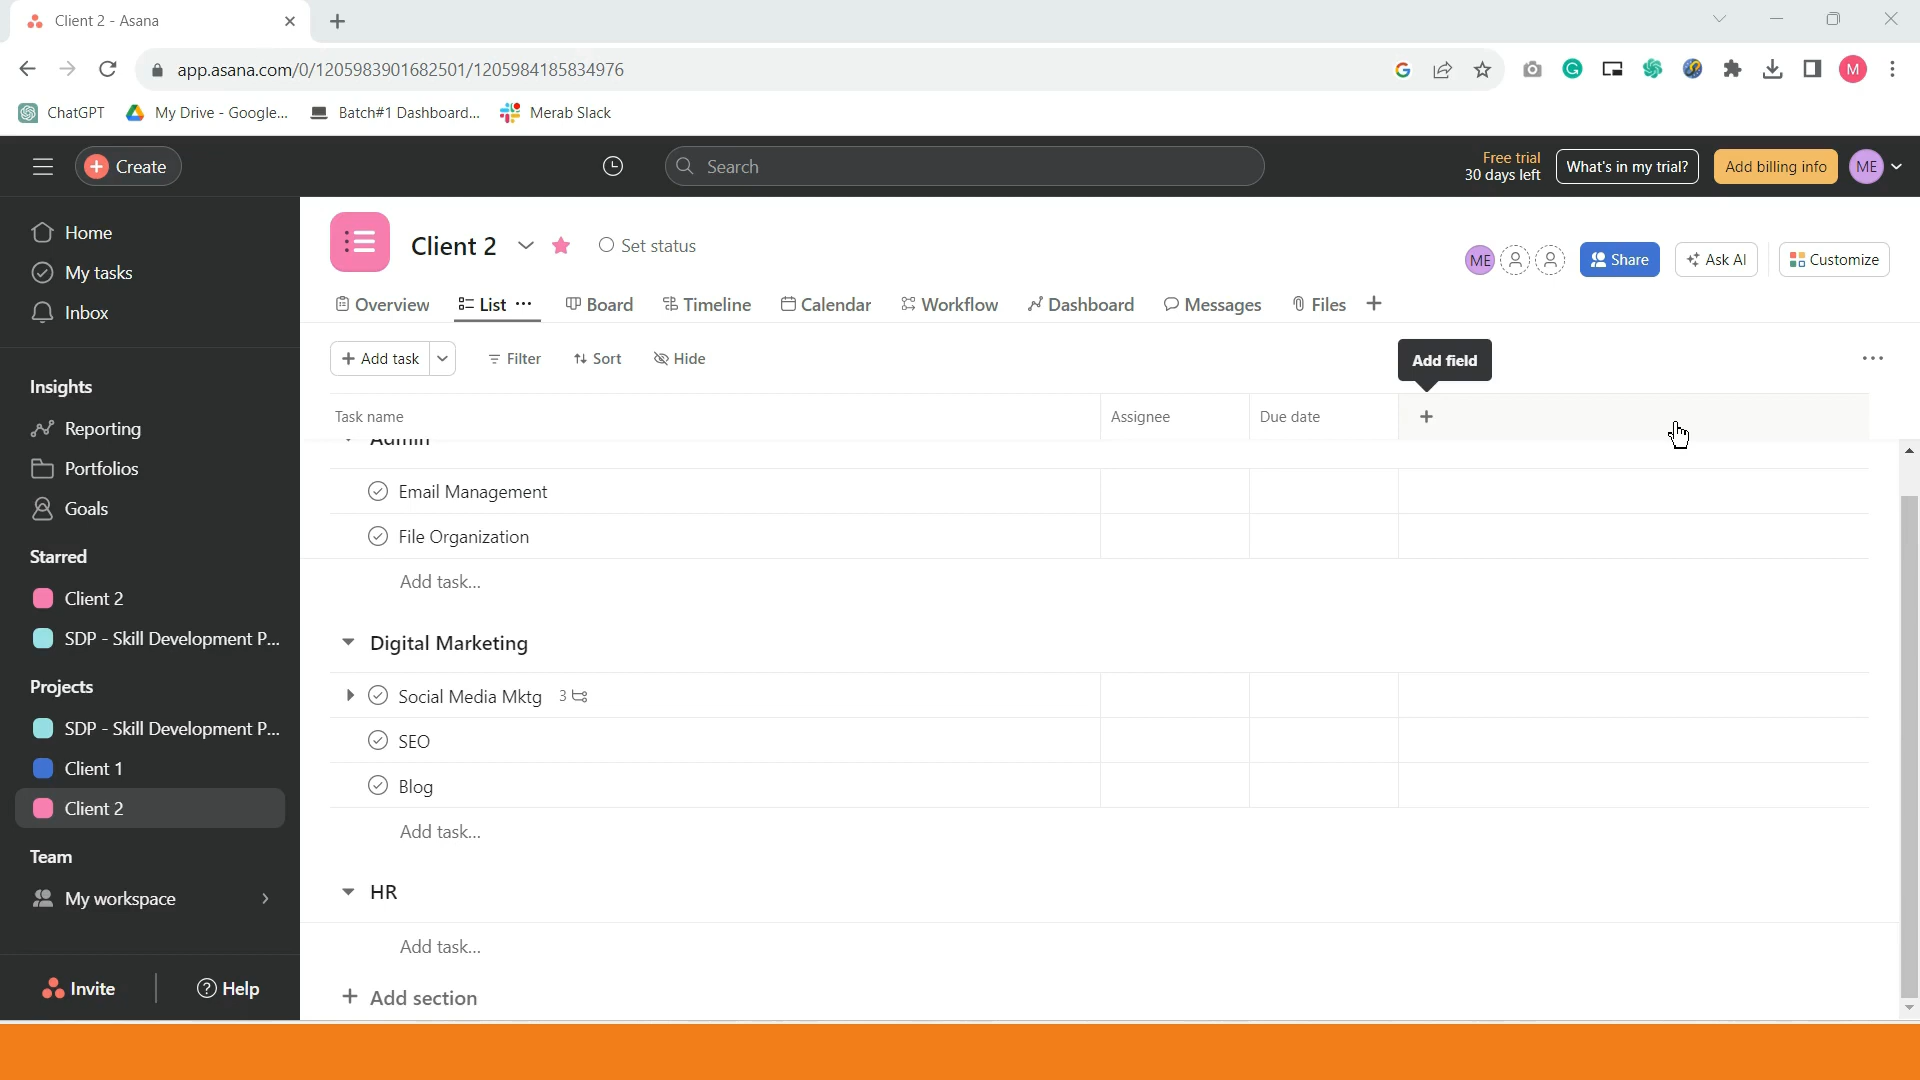 Client 2 - Asana
app.asana.com/0/1205983901682501/1205984185834976
ChatGPT
My Drive - Google...
Batch#1 Dashboard...
Merab Slack
Create
Search
Free trial
30 days left
What's in my trial?
Add billing info
ME
Home
My tasks
Inbox
Insights
Reporting
Portfolios
Goals
Starred
Client 2
SDP - Skill Development P...
Projects
SDP - Skill Development P...
Client 1
Client 2
Team
My workspace
Invite
Help
Client 2
Set status
ME
Share
Ask AI
Customize
Overview
List
Board
Timeline
Calendar
Workflow
Dashboard
Messages
Files
Add task
Filter
Sort
Hide
Add field
Task name
Assignee
Due date
Admin
Email Management
File Organization
Add task...
Digital Marketing
Social Media Mktg 3
SEO
Blog
Add task...
HR
Add task...
Add section
M